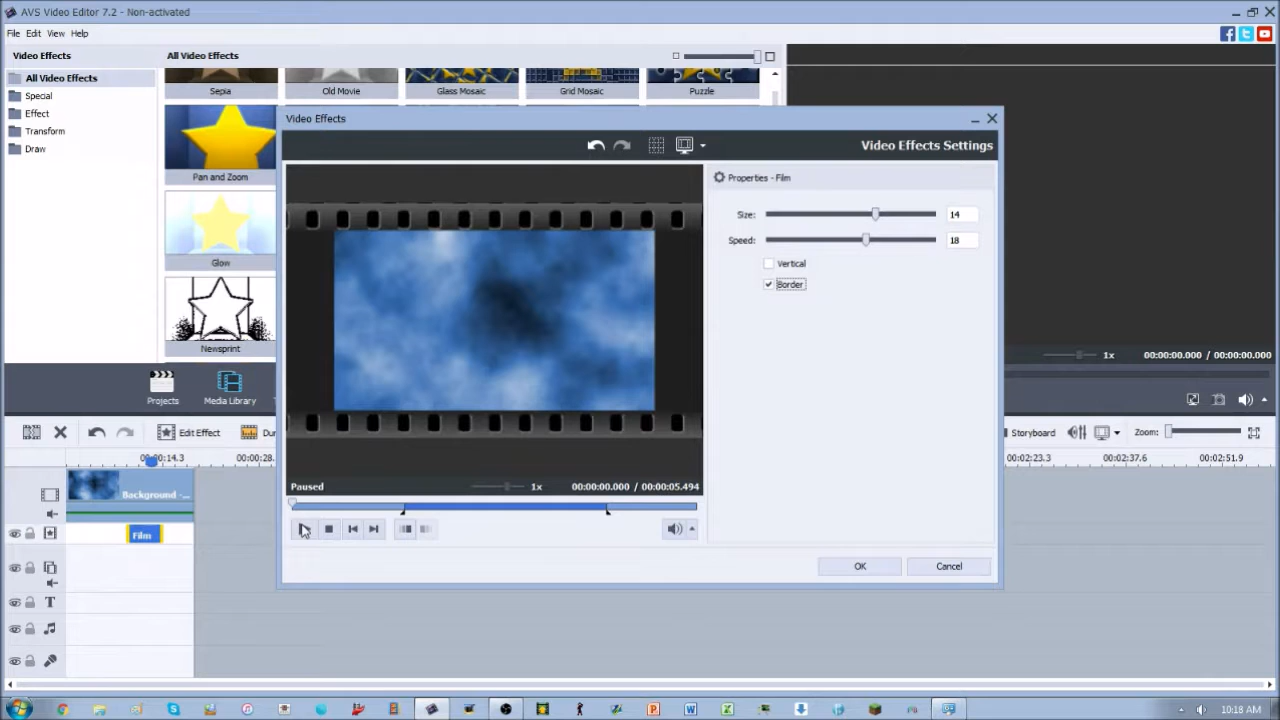 AVS Video Editor 7.2 - Non-activated
File Edit View Help
Video Effects
All Video Effects
All Video Effects
Special
Effect
Transform
Draw
Sepia
Old Movie
Glass Mosaic
Grid Mosaic
Puzzle
Pan and Zoom
Glow
Newsprint
Video Effects
Video Effects Settings
Properties - Film
Size: 14
Speed: 18
Vertical
Border
Paused 1x 00:00:00.000 / 00:00:05.494
OK Cancel
1x 00:00:00.000 / 00:00:00.000
Projects
Media Library
Edit Effect
Storyboard
Zoom:
00:00:28.
00:02:23.3 00:02:37.6 00:02:51.9
Background -...
Film
T
10:18 AM